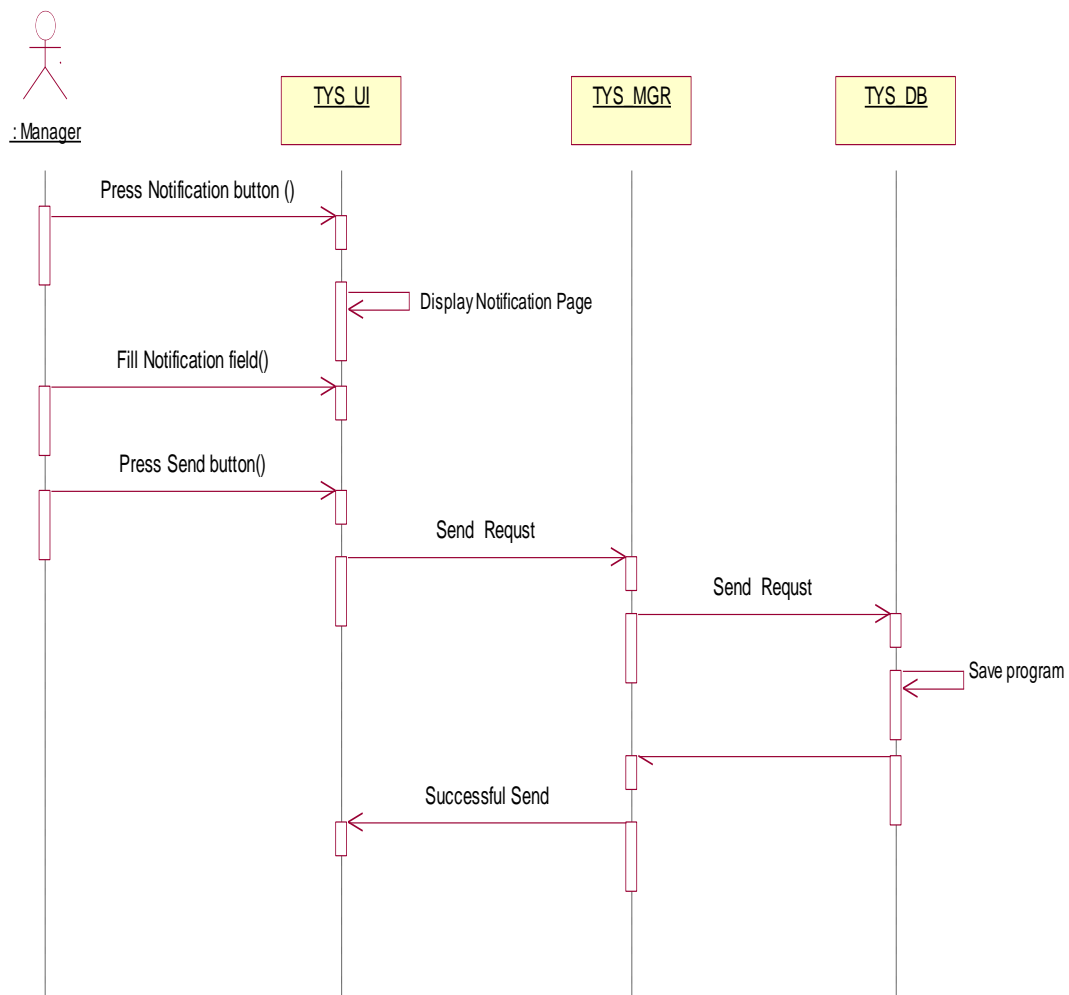 : Manager
TYS_UI
TYS_MGR
TYS_DB
Press Notification button ()
Display Notification Page
Fill Notification field()
Press Send button()
Send Requst
Send Requst
Save program
Successful Send